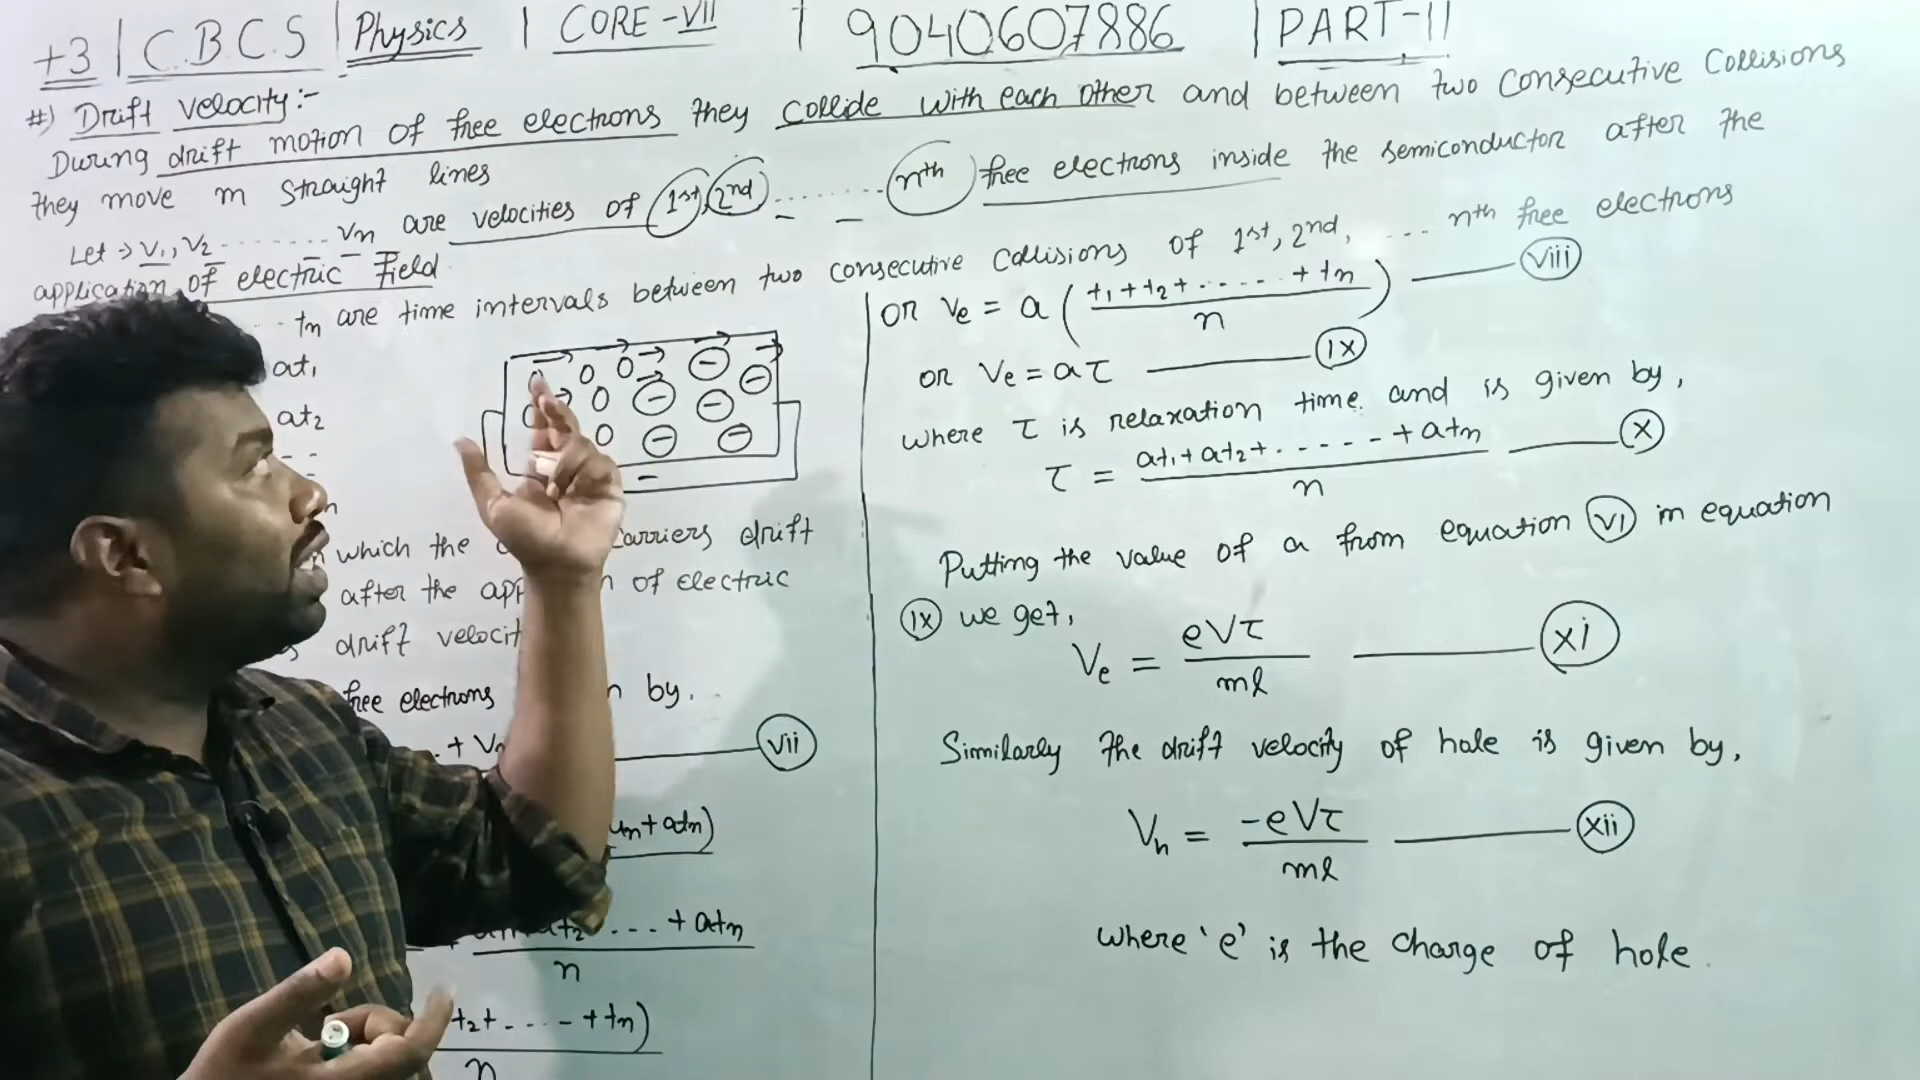 +3 | C.B.C.S | Physics | CORE-VII | 9040607886 | PART-II
#) Drift velocity:-
During drift motion of free electrons they collide with each other and between two consecutive collisions
they move in straight lines
Let → v₁, v₂ ....... vn are velocities of 1st, 2nd ....... nth free electrons inside the semiconductor after the
application of electric field
tn are time intervals between two consecutive collisions of 1st, 2nd, ... nth free electrons
at₁
at₂
which the carriers drift
after the of electric
drift
free electrons by.
+ Vn (vii)
un+atn)
... + atn
n
t₂+.....+tn)
n
or Ve = a (t₁+t₂+.....+tn / n) (viii)
or Ve = aτ (ix)
where τ is relaxation time and is given by,
τ = at₁+at₂+.....+atn / n (x)
Putting the value of a from equation (vi) in equation
(ix) we get,
Ve = eVτ / ml (xi)
Similarly the drift velocity of hole is given by,
Vh = -eVτ / ml (xii)
where 'e' is the charge of hole.